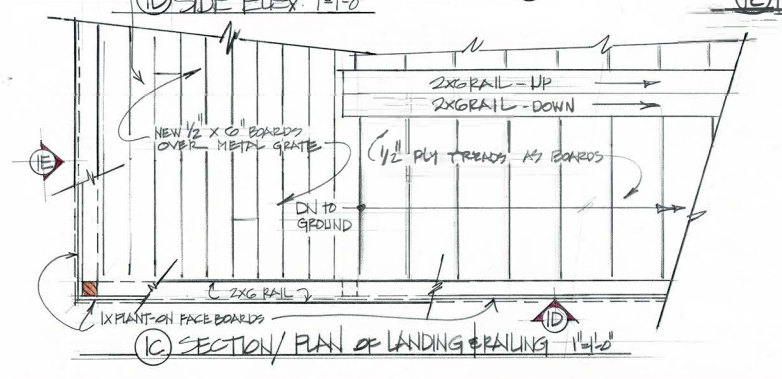 1D SIDE ELEV. 1"=1'-0"
2X6 RAIL - UP
2X6 RAIL - DOWN
NEW 1/2" X 6" BOARDS
OVER METAL GRATE
1/2" PLY TREADS AS BOARDS
1E
DN TO
GROUND
2X6 RAIL
1X PLANT-ON FACE BOARDS
1D
1C SECTION/ PLAN OF LANDING & RAILING 1"=1'-0"